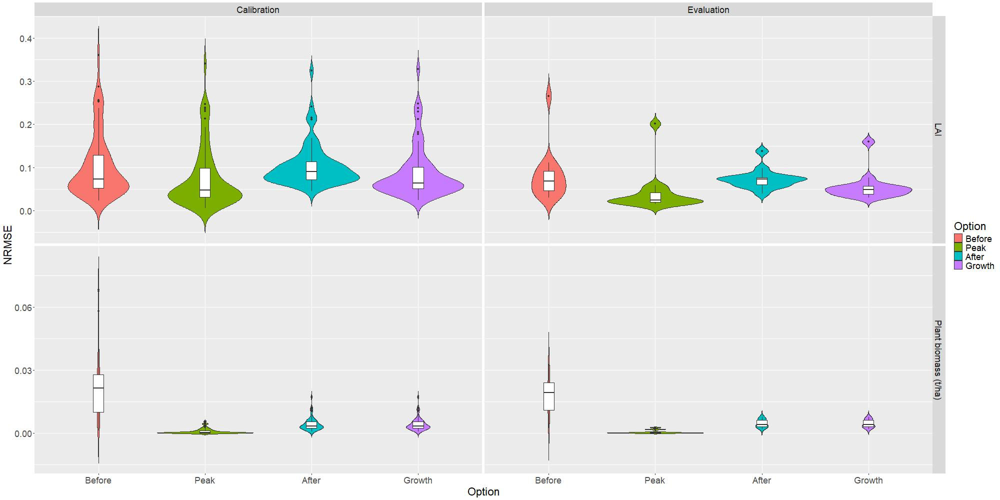 Calibration
Evaluation
0.4
0.3
0.2
0.1
0.0
LAI
NRMSE
0.06
0.03
0.00
Plant biomass (t/ha)
Before
Peak
After
Growth
Before
Peak
After
Growth
Option
Option
Before
Peak
After
Growth